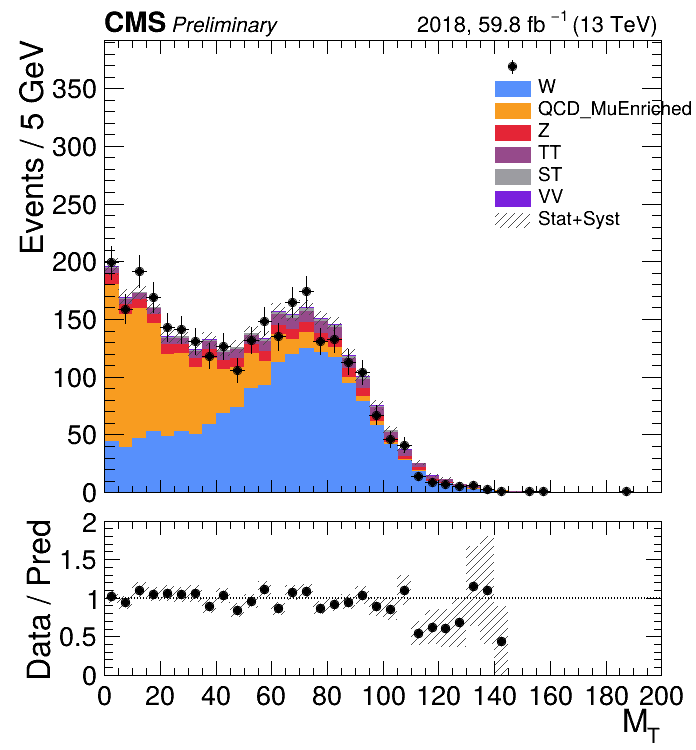 CMS Preliminary 2018, 59.8 fb⁻¹ (13 TeV)
Events / 5 GeV
350
300
250
200
150
100
50
0
W
QCD_MuEnriched
Z
TT
ST
VV
Stat+Syst
Data / Pred
2
1.5
1
0.5
0
0 20 40 60 80 100 120 140 160 180 200
M_T